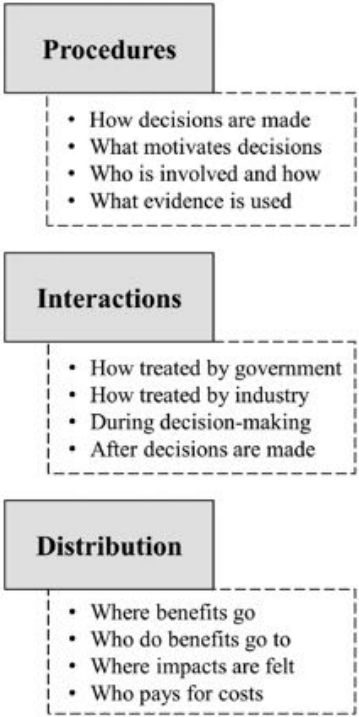 Procedures
• How decisions are made
• What motivates decisions
• Who is involved and how
• What evidence is used
Interactions
• How treated by government
• How treated by industry
• During decision-making
• After decisions are made
Distribution
• Where benefits go
• Who do benefits go to
• Where impacts are felt
• Who pays for costs